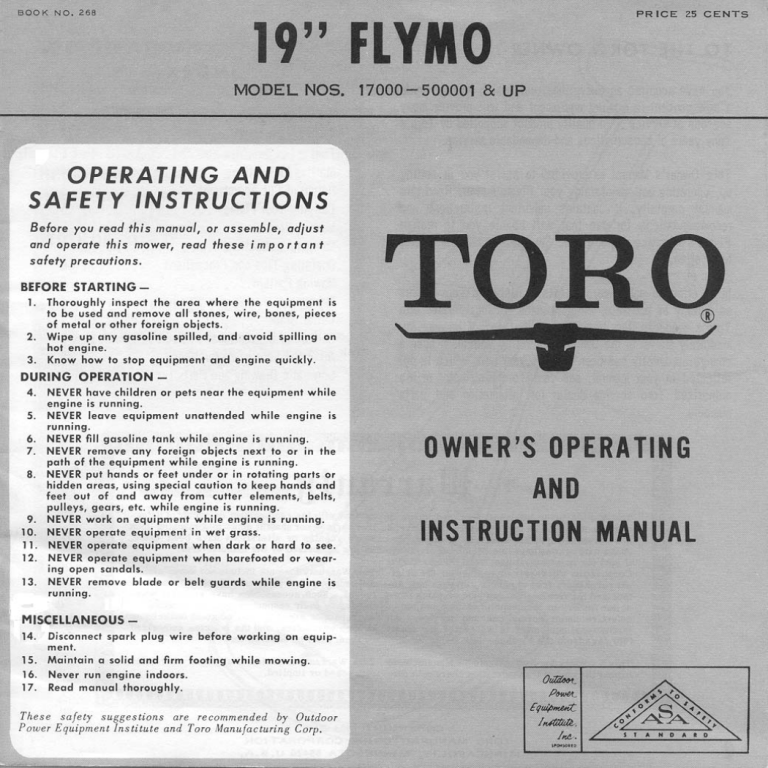 BOOK NO. 268
PRICE 25 CENTS
19" FLYMO
MODEL NOS. 17000-500001 & UP
OPERATING AND
SAFETY INSTRUCTIONS
Before you read this manual, or assemble, adjust
and operate this mower, read these important
safety precautions.
BEFORE STARTING —
1. Thoroughly inspect the area where the equipment is
to be used and remove all stones, wire, bones, pieces
of metal or other foreign objects.
2. Wipe up any gasoline spilled, and avoid spilling on
hot engine.
3. Know how to stop equipment and engine quickly.
DURING OPERATION —
4. NEVER have children or pets near the equipment while
engine is running.
5. NEVER leave equipment unattended while engine is
running.
6. NEVER fill gasoline tank while engine is running.
7. NEVER remove any foreign objects next to or in the
path of the equipment while engine is running.
8. NEVER put hands or feet under or in rotating parts or
hidden areas, using special caution to keep hands and
feet out of and away from cutter elements, belts,
pulleys, gears, etc. while engine is running.
9. NEVER work on equipment while engine is running.
10. NEVER operate equipment in wet grass.
11. NEVER operate equipment when dark or hard to see.
12. NEVER operate equipment when barefooted or wear-
ing open sandals.
13. NEVER remove blade or belt guards while engine is
running.
MISCELLANEOUS —
14. Disconnect spark plug wire before working on equip-
ment.
15. Maintain a solid and firm footing while mowing.
16. Never run engine indoors.
17. Read manual thoroughly.
These safety suggestions are recommended by Outdoor
Power Equipment Institute and Toro Manufacturing Corp.
TORO
®
OWNER'S OPERATING
AND
INSTRUCTION MANUAL
Outdoor
Power
Equipment
Institute,
Inc.
SPONSORED
CONFORMS TO SAFETY
ASA
STANDARD